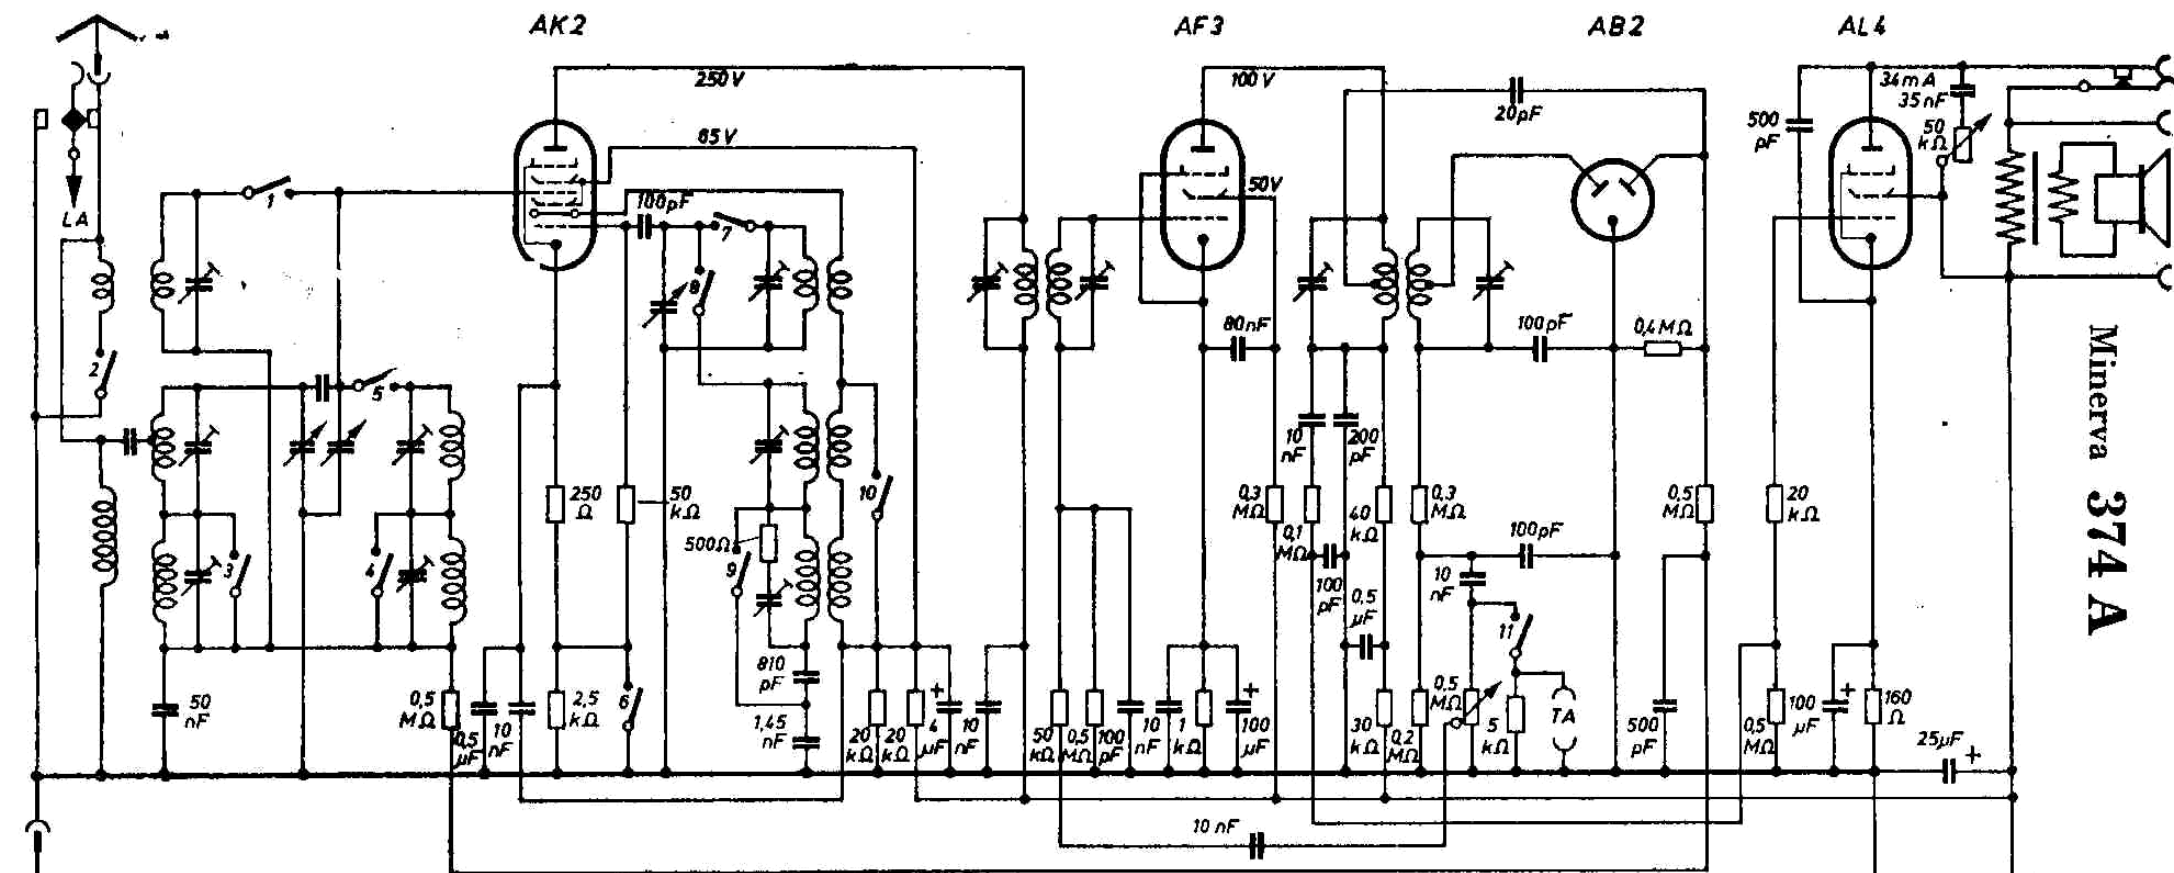 AK2
AF3
AB2
AL4
250V
100V
65V
50V
20pF
34mA
35nF
500 pF
50 kΩ
LA
1
100pF
7
8
2
5
80nF
100pF
0,4MΩ
10 nF
200 pF
250 Ω
50 kΩ
10
0,3 MΩ
0,1 MΩ
40 kΩ
0,3 MΩ
0,5 MΩ
20 kΩ
500Ω
3
4
9
100 pF
100pF
10 nF
0,5 µF
11
50 nF
0,5 MΩ
0,5 µF
10 nF
2,5 kΩ
6
810 pF
1,45 nF
20 kΩ
20 kΩ
+
4 µF
10 nF
50 kΩ
0,5 MΩ
100 pF
10 nF
1 kΩ
+
100 µF
30 kΩ
0,2 MΩ
0,5 MΩ
5 kΩ
TA
500 pF
0,5 MΩ
100 µF
+
160 Ω
25µF
+
10 nF
Minerva 374 A